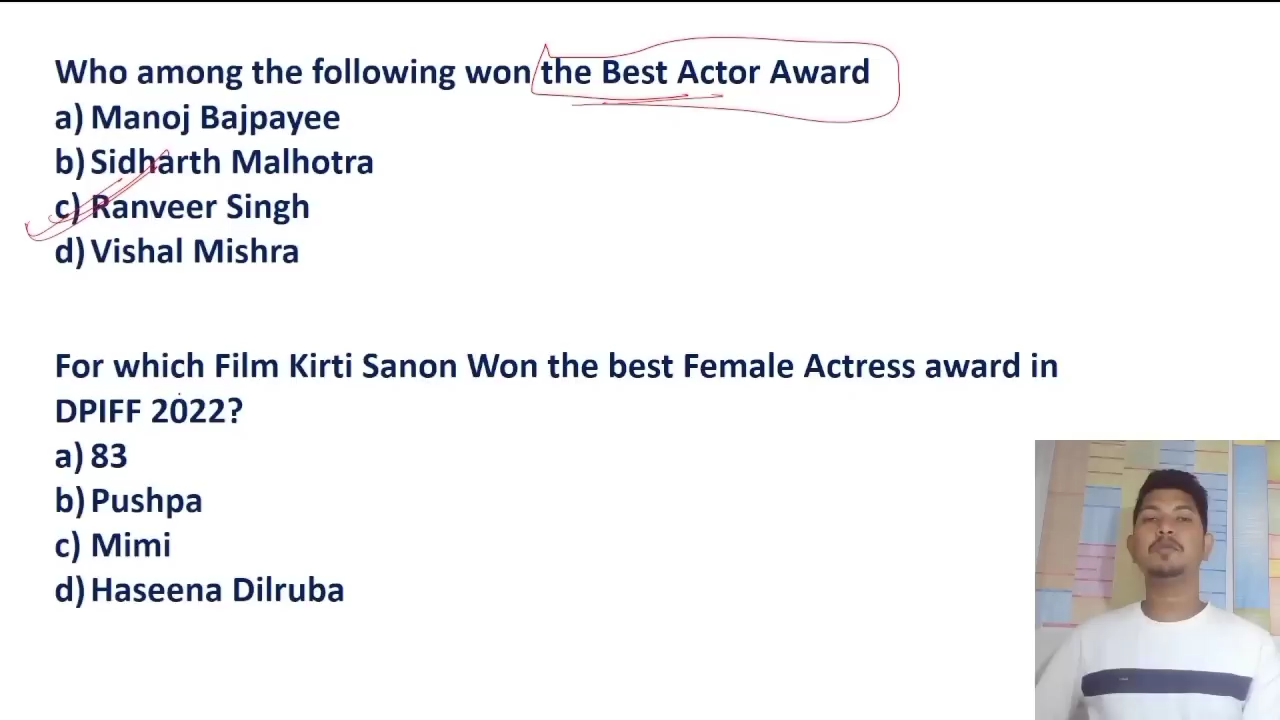 Who among the following won the Best Actor Award
a) Manoj Bajpayee
b) Sidharth Malhotra
c) Ranveer Singh
d) Vishal Mishra
For which Film Kirti Sanon Won the best Female Actress award in
DPIFF 2022?
a) 83
b) Pushpa
c) Mimi
d) Haseena Dilruba